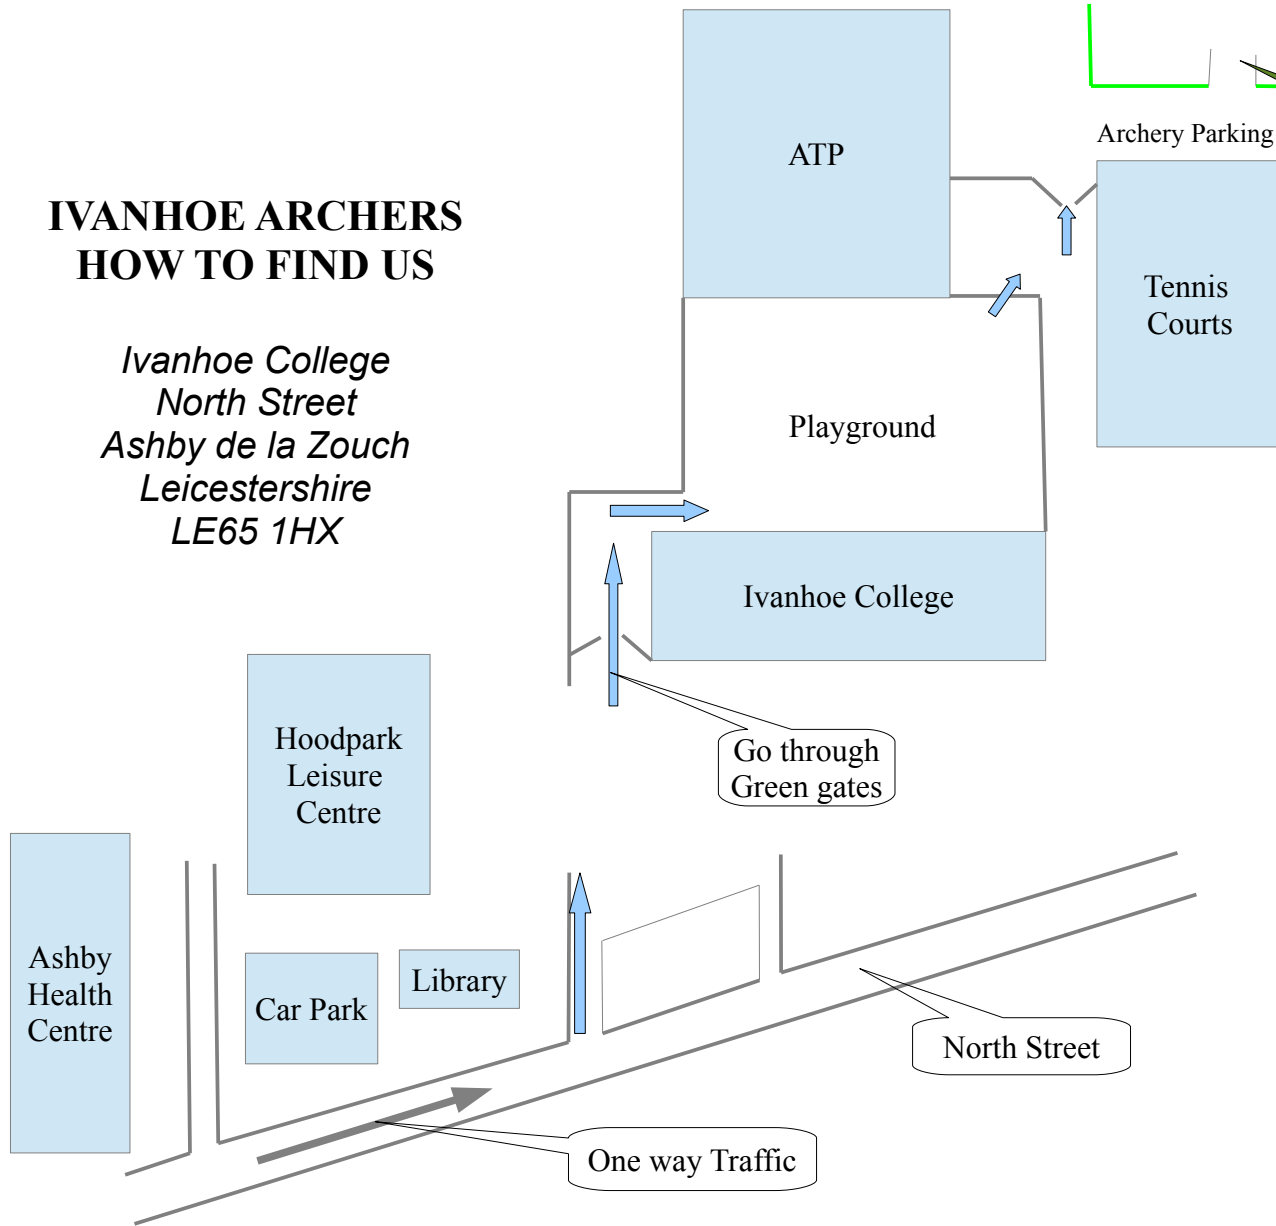 IVANHOE ARCHERS
HOW TO FIND US
Ivanhoe College
North Street
Ashby de la Zouch
Leicestershire
LE65 1HX
ATP
Archery Parking
Tennis
Courts
Playground
Ivanhoe College
Go through
Green gates
Hoodpark
Leisure
Centre
Ashby
Health
Centre
Car Park
Library
North Street
One way Traffic